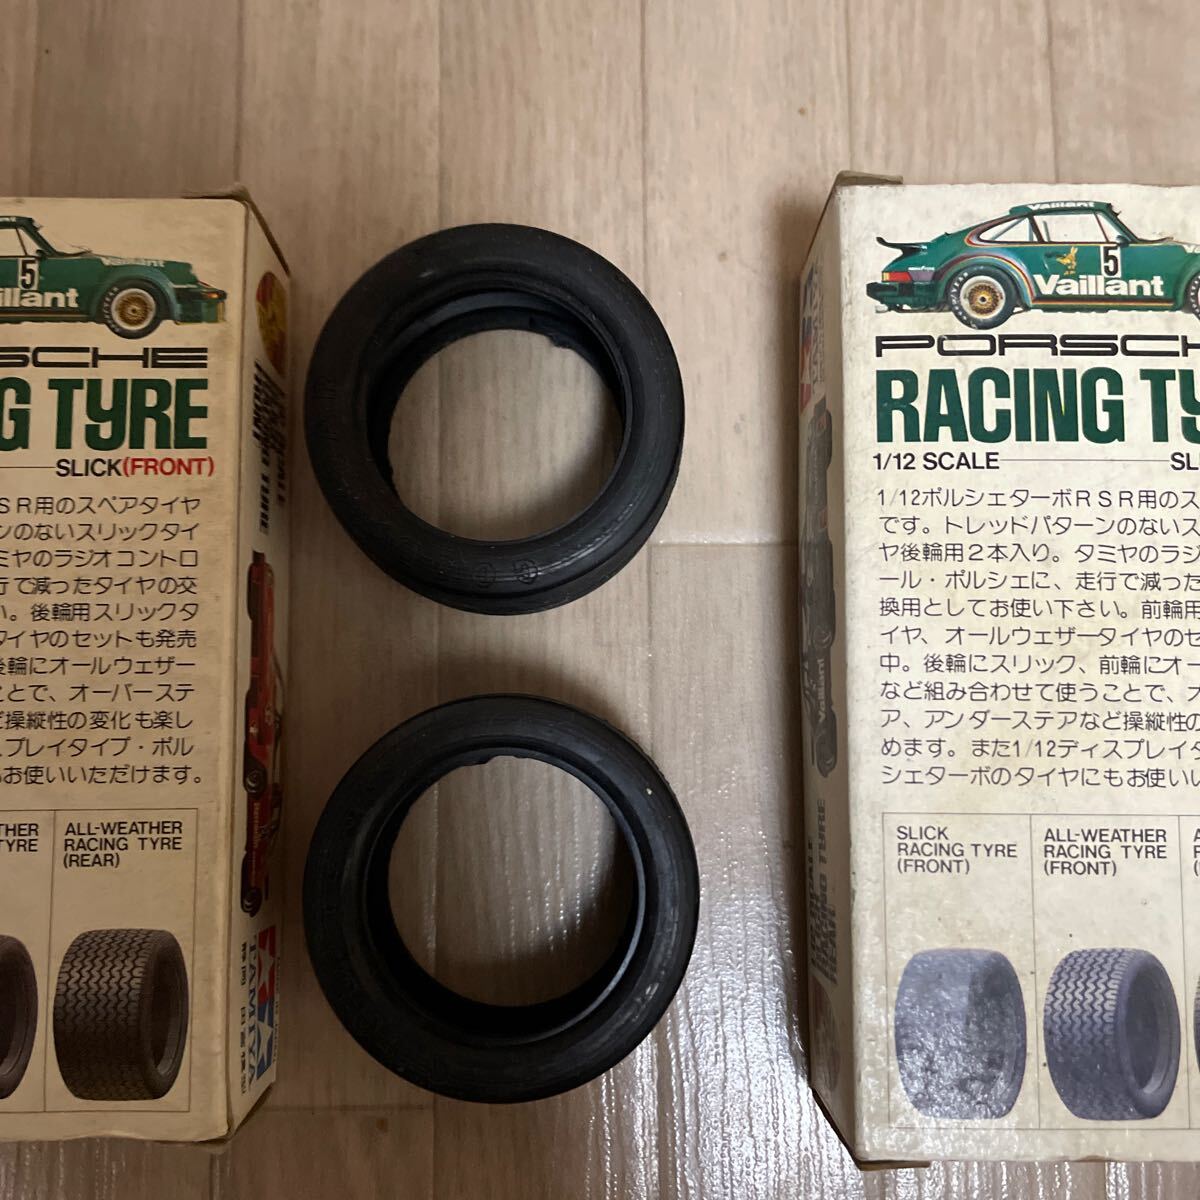 5
Vaillant
aillant
SCHE
G TYRE
SLICK(FRONT)
SR用のスペアタイヤ
ンのないスリックタイ
ミヤのラジオコントロ
行で減ったタイヤの交
い。後輪用スリックタ
タイヤのセットも発売
後輪にオールウェザー
ことで、オーバーステ
ど操縦性の変化も楽し
スプレイタイプ・ポル
もお使いいただけます。
THER
TYRE
ALL-WEATHER
RACING TYRE
(REAR)
TAMIYA
Vaillant
5
Vaillant
PORSCH
RACING TY
1/12 SCALE
SL
1/12ポルシェターボRSR用のス
です。トレッドパターンのないス
ヤ後輪用2本入り。タミヤのラジ
ール・ポルシェに、走行で減った
換用としてお使い下さい。前輪用
イヤ、オールウェザータイヤのセ
中。後輪にスリック、前輪にオー
など組み合わせて使うことで、オ
ア、アンダーステアなど操縦性の
めます。また1/12ディスプレイタ
シェターボのタイヤにもお使いい
SLICK
RACING TYRE
(FRONT)
ALL-WEATHER
RACING TYRE
(FRONT)
Vaillant